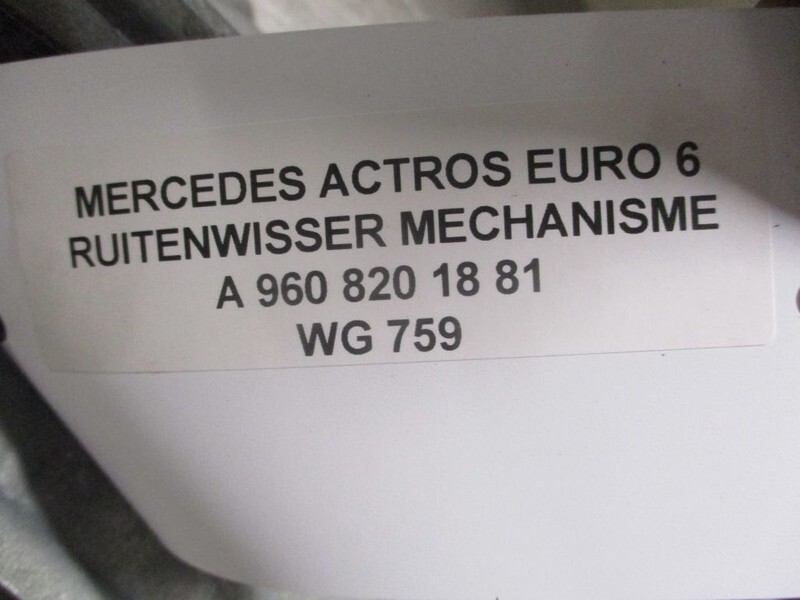 MERCEDES ACTROS EURO 6
RUITENWISSER MECHANISME
A 960 820 18 81
WG 759